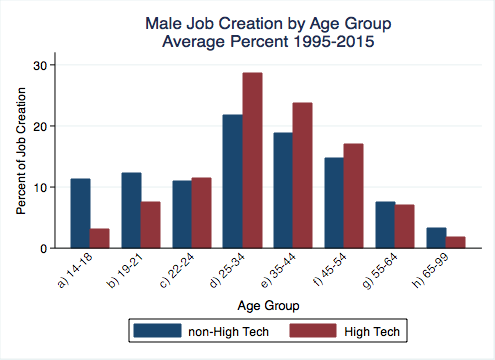 Male Job Creation by Age Group
Average Percent 1995-2015
Percent of Job Creation
30
20
10
0
a) 14-18
b) 19-21
c) 22-24
d) 25-34
e) 35-44
f) 45-54
g) 55-64
h) 65-99
Age Group
non-High Tech
High Tech